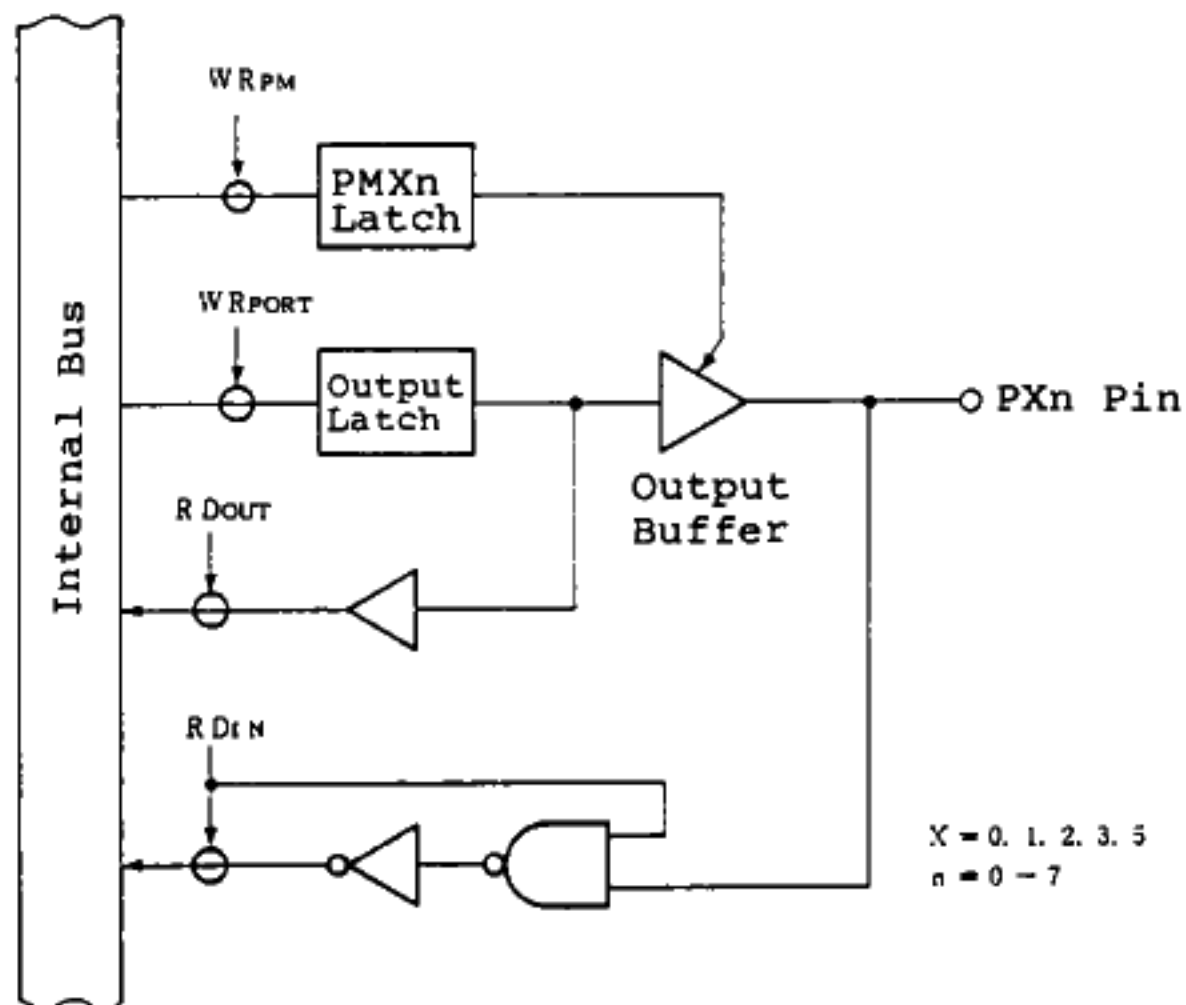 WRPM
PMXn
Latch
WRPORT
Output
Latch
PXn Pin
Output
Buffer
Internal Bus
RDOUT
RDIN
X = 0. 1. 2. 3. 5
n = 0 - 7